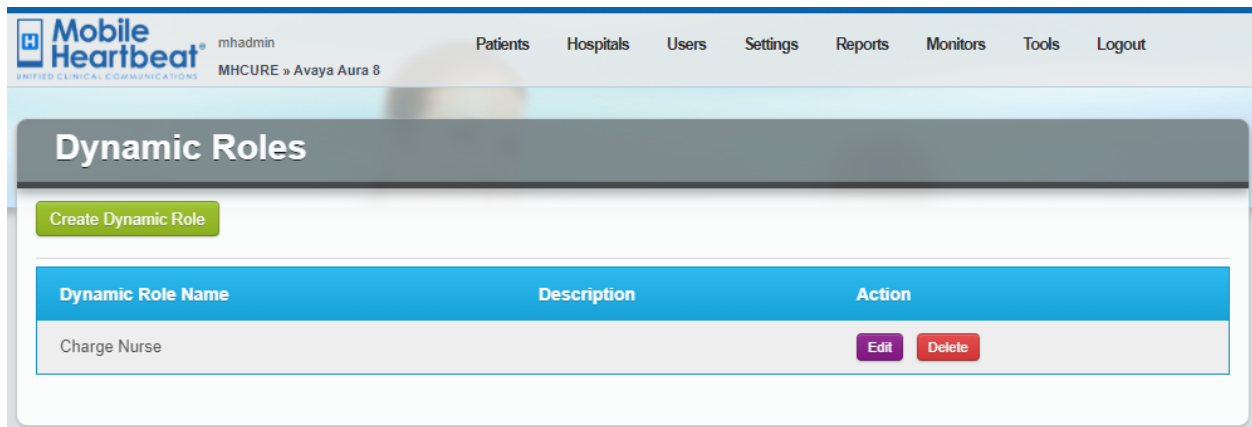 Mobile
Heartbeat®
UNIFIED CLINICAL COMMUNICATIONS
mhadmin
MHCURE » Avaya Aura 8
Patients Hospitals Users Settings Reports Monitors Tools Logout
Dynamic Roles
Create Dynamic Role
Dynamic Role Name Description Action
Charge Nurse Edit Delete